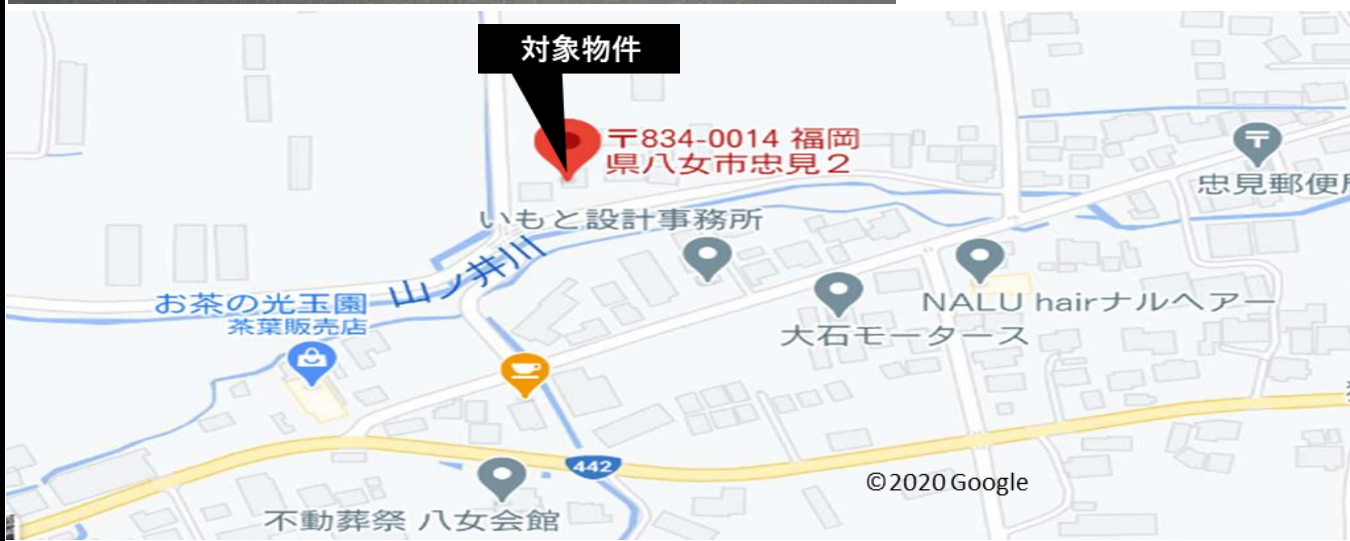 対象物件
〒834-0014 福岡
県八女市忠見2
忠見郵便局
いもと設計事務所
山ノ井川
お茶の光玉園
茶葉販売店
NALU hairナルヘアー
大石モータース
442
©2020 Google
不動葬祭 八女会館